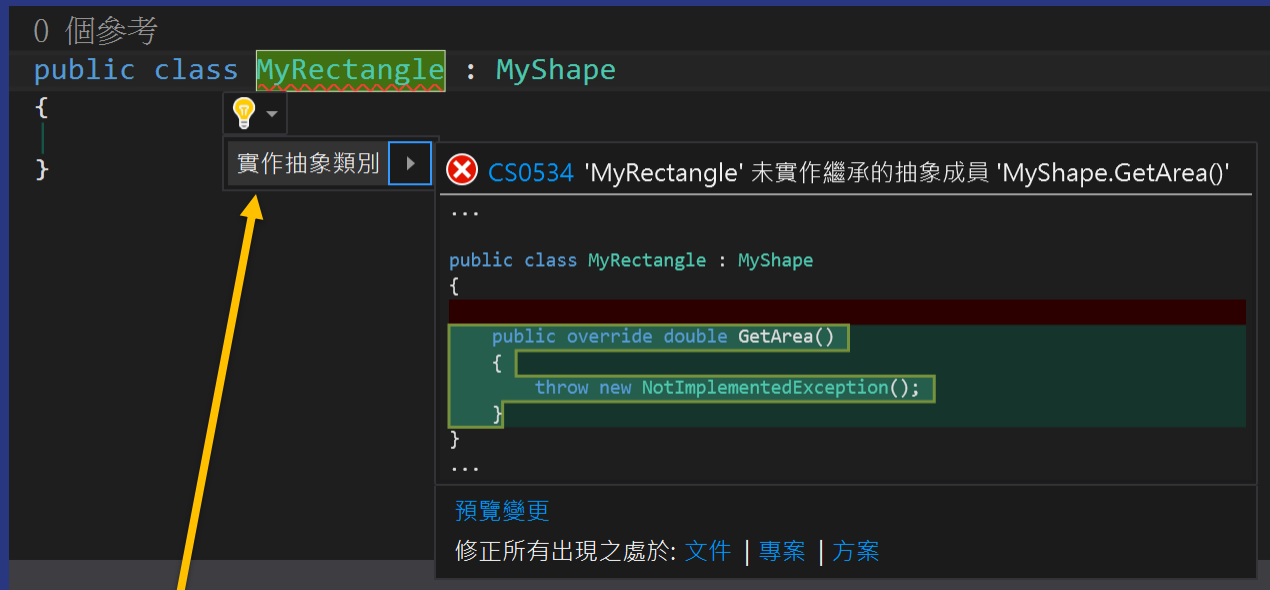 0 個參考
public class MyRectangle : MyShape
{
}
實作抽象類別
CS0534 'MyRectangle' 未實作繼承的抽象成員 'MyShape.GetArea()'
...
public class MyRectangle : MyShape
{
public override double GetArea()
{
throw new NotImplementedException();
}
}
...
預覽變更
修正所有出現之處於: 文件 | 專案 | 方案